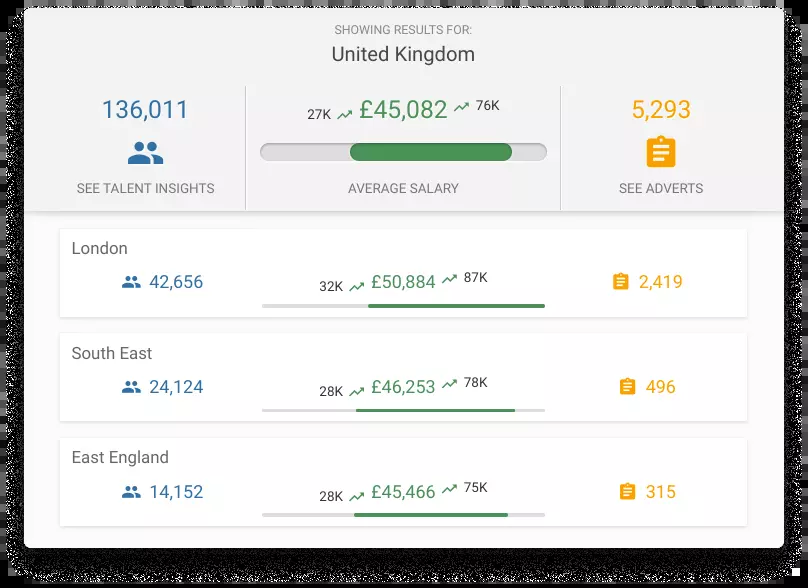 SHOWING RESULTS FOR:
United Kingdom
136,011
27K £45,082 76K
5,293
SEE TALENT INSIGHTS
AVERAGE SALARY
SEE ADVERTS
London
42,656 32K £50,884 87K 2,419
South East
24,124 28K £46,253 78K 496
East England
14,152 28K £45,466 75K 315